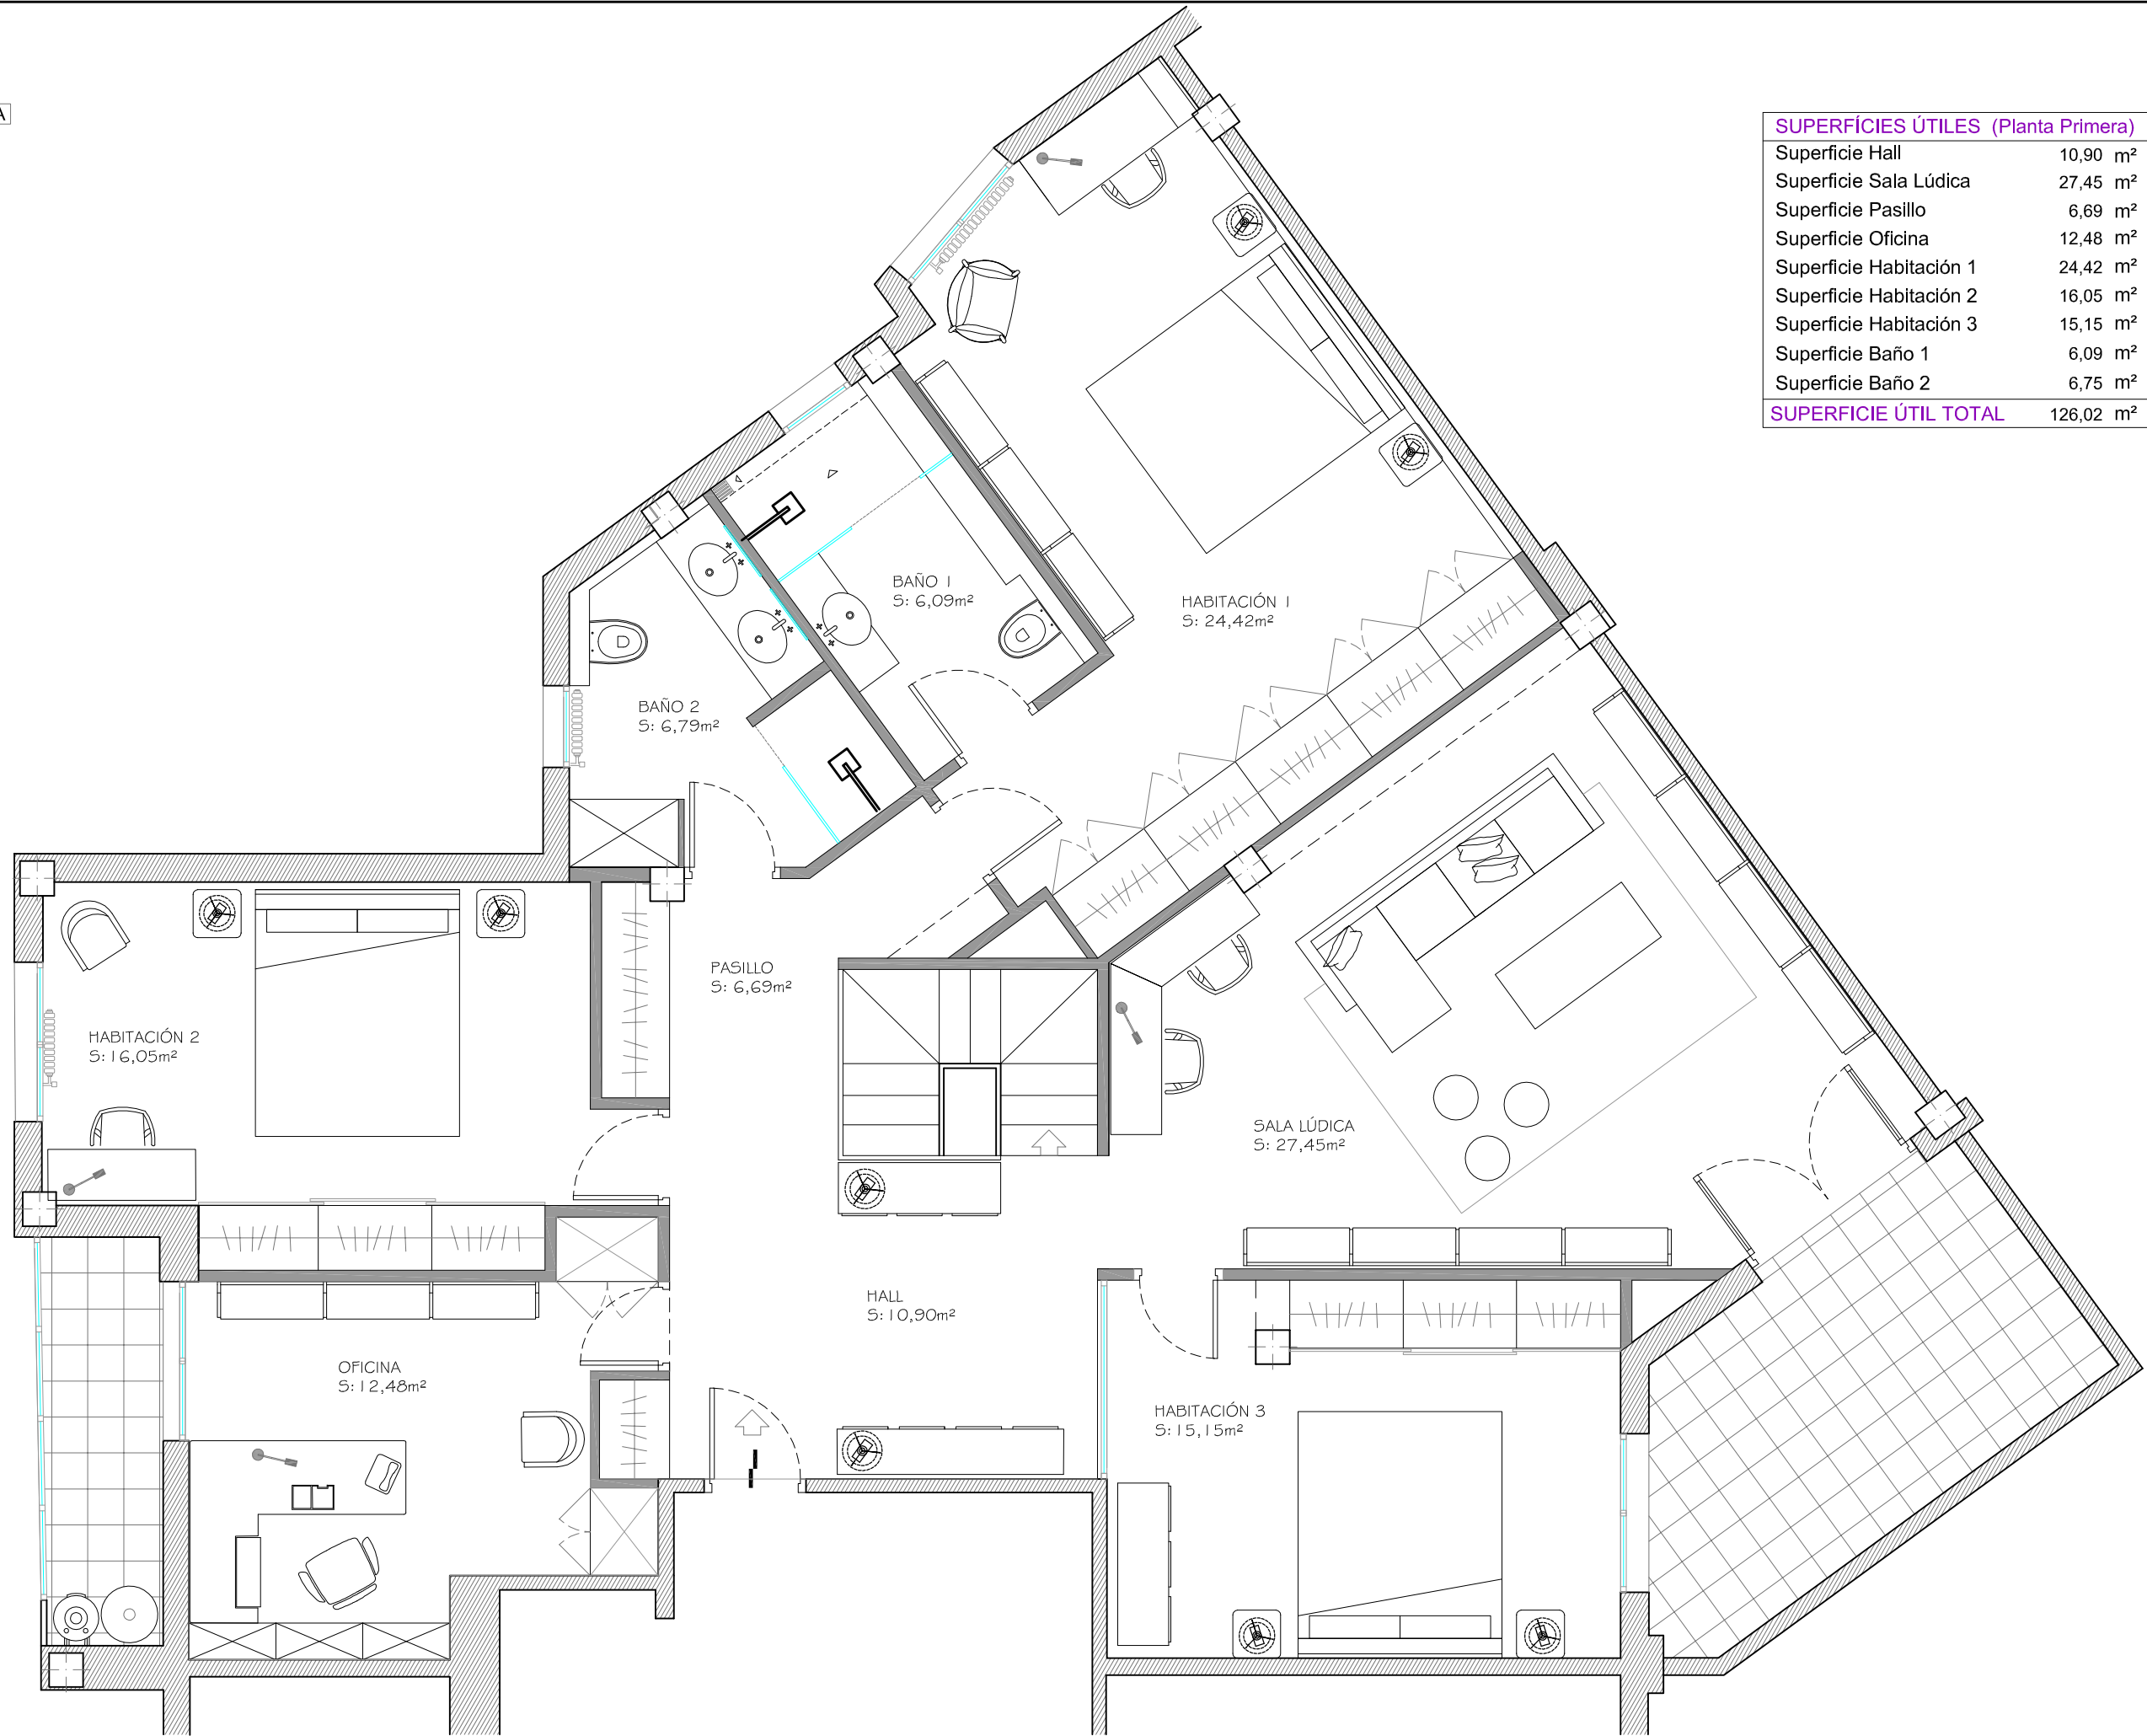 A
SUPERFÍCIES ÚTILES (Planta Primera)
Superficie Hall 10,90 m²
Superficie Sala Lúdica 27,45 m²
Superficie Pasillo 6,69 m²
Superficie Oficina 12,48 m²
Superficie Habitación 1 24,42 m²
Superficie Habitación 2 16,05 m²
Superficie Habitación 3 15,15 m²
Superficie Baño 1 6,09 m²
Superficie Baño 2 6,75 m²
SUPERFICIE ÚTIL TOTAL 126,02 m²
BAÑO 1
S: 6,09m²
HABITACIÓN 1
S: 24,42m²
BAÑO 2
S: 6,79m²
PASILLO
S: 6,69m²
HABITACIÓN 2
S: 16,05m²
SALA LÚDICA
S: 27,45m²
HALL
S: 10,90m²
OFICINA
S: 12,48m²
HABITACIÓN 3
S: 15,15m²